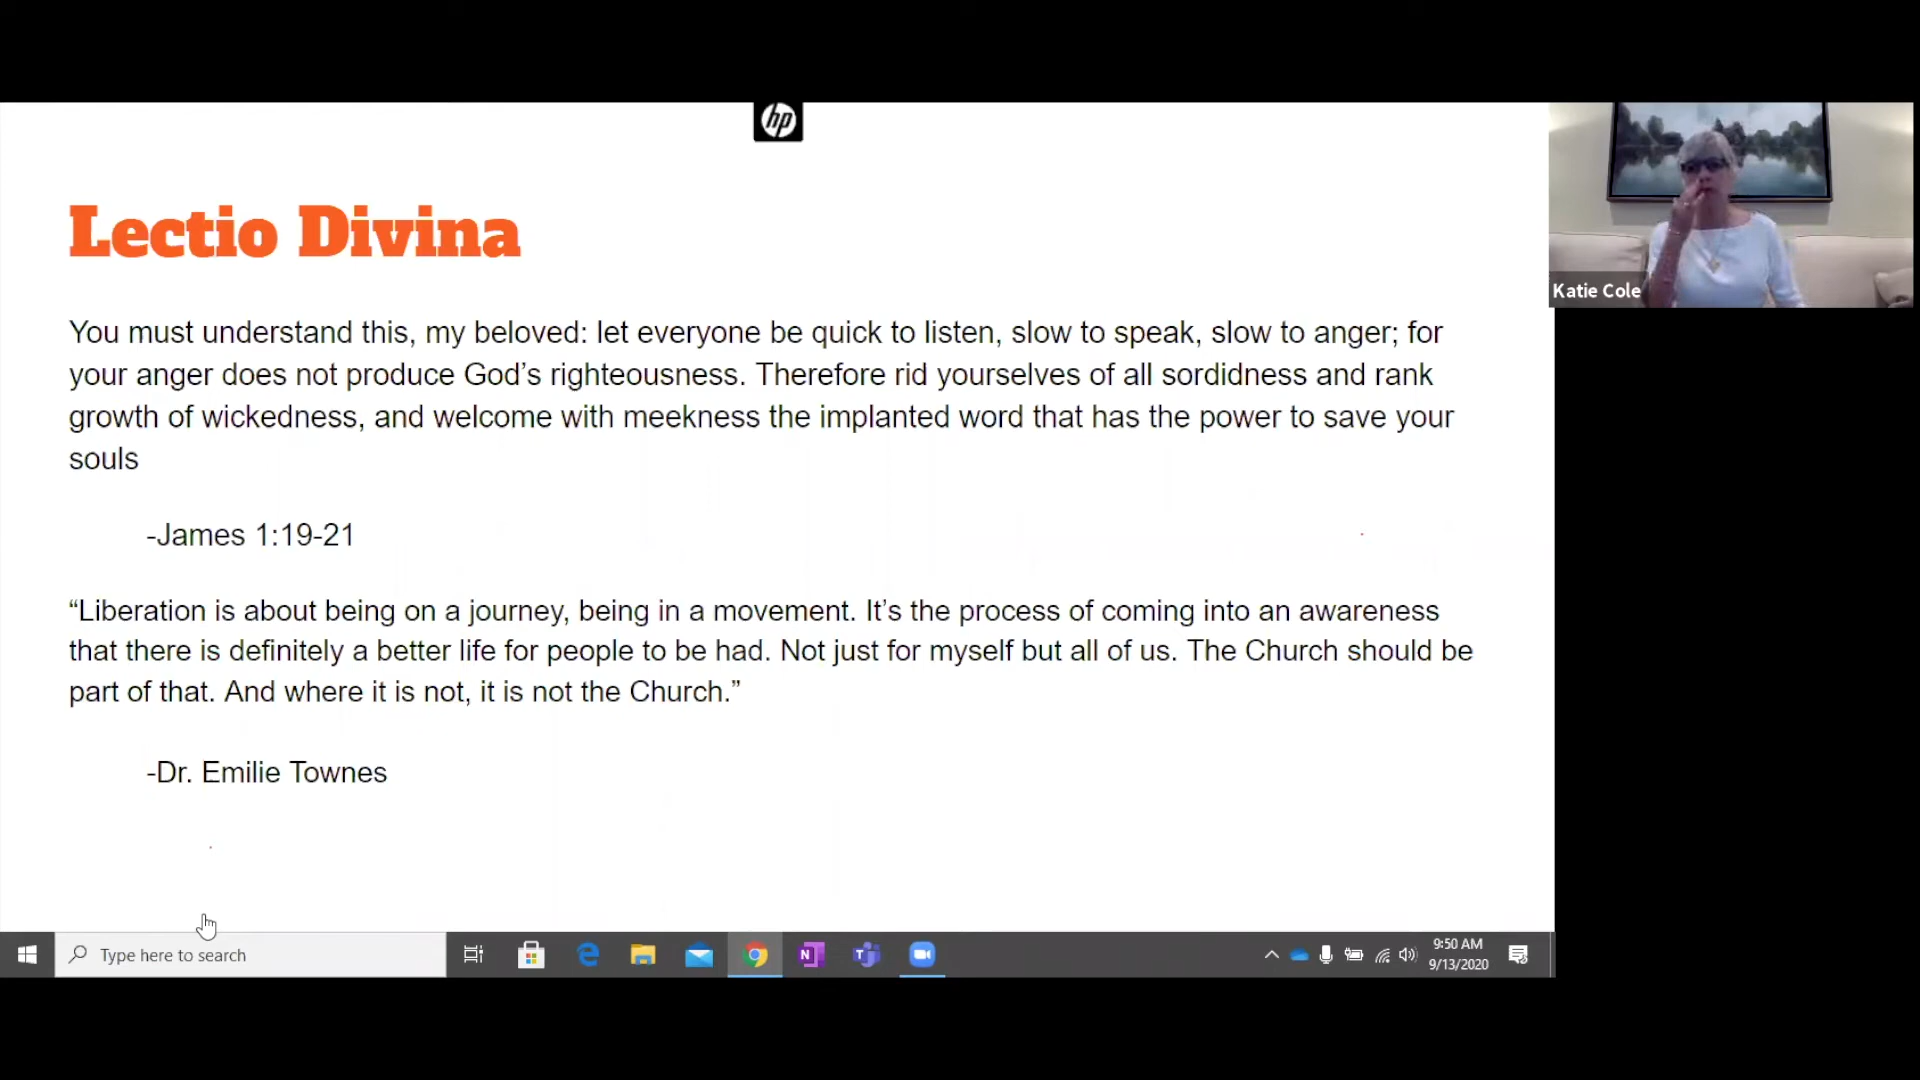 hp
Lectio Divina
Katie Cole
You must understand this, my beloved: let everyone be quick to listen, slow to speak, slow to anger; for
your anger does not produce God’s righteousness. Therefore rid yourselves of all sordidness and rank
growth of wickedness, and welcome with meekness the implanted word that has the power to save your
souls
-James 1:19-21
“Liberation is about being on a journey, being in a movement. It’s the process of coming into an awareness
that there is definitely a better life for people to be had. Not just for myself but all of us. The Church should be
part of that. And where it is not, it is not the Church.”
-Dr. Emilie Townes
Type here to search
N
T
9:50 AM
9/13/2020